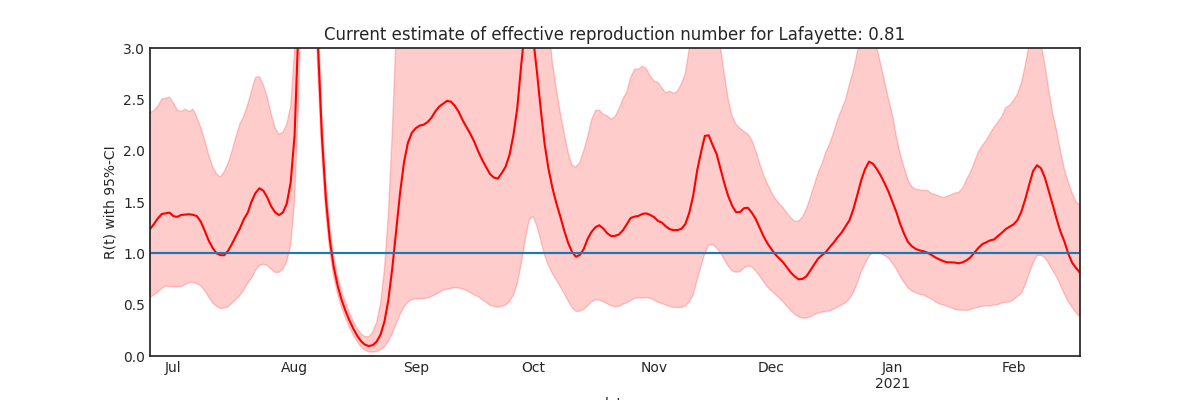 Current estimate of effective reproduction number for Lafayette: 0.81
R(t) with 95%-CI
3.0
2.5
2.0
1.5
1.0
0.5
0.0
Jul Aug Sep Oct Nov Dec Jan Feb
2021